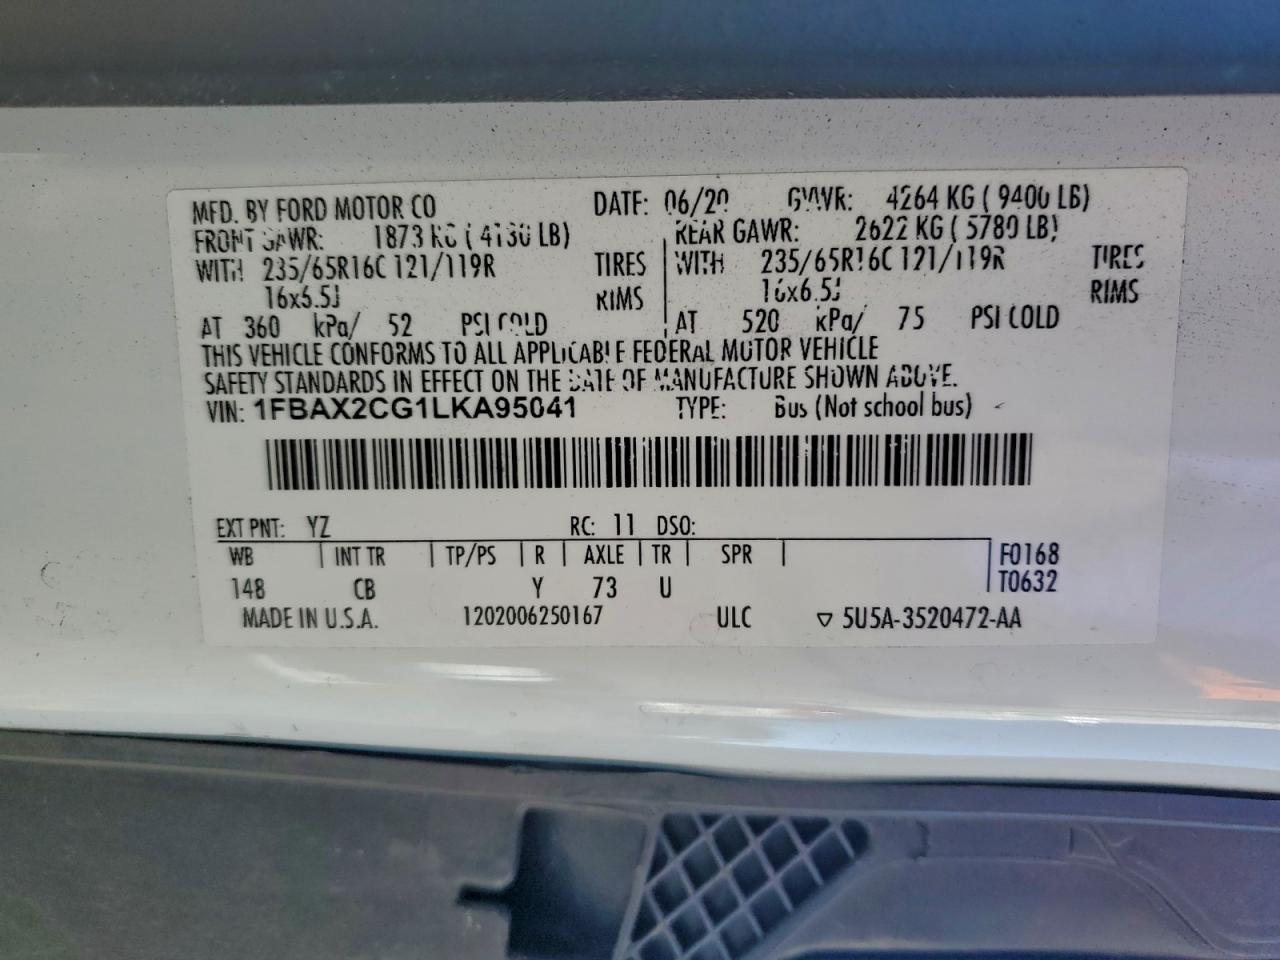 MFD. BY FORD MOTOR CO DATE: 06/20 GVWR: 4264 KG ( 9400 LB)
FRONT GAWR: 1873 KG ( 4130 LB) REAR GAWR: 2622 KG ( 5780 LB)
WITH 235/65R16C 121/119R TIRES WITH 235/65R16C 121/119R TIRES
16x6.5J RIMS 16x6.5J RIMS
AT 360 kPa/ 52 PSI COLD AT 520 kPa/ 75 PSI COLD
THIS VEHICLE CONFORMS TO ALL APPLICABLE FEDERAL MOTOR VEHICLE
SAFETY STANDARDS IN EFFECT ON THE DATE OF MANUFACTURE SHOWN ABOVE.
VIN: 1FBAX2CG1LKA95041 TYPE: Bus (Not school bus)
EXT PNT: YZ RC: 11 DSO:
WB INT TR TP/PS R AXLE TR SPR F0168
148 CB Y 73 U T0632
MADE IN U.S.A. 1202006250167 ULC ▽ 5U5A-3520472-AA